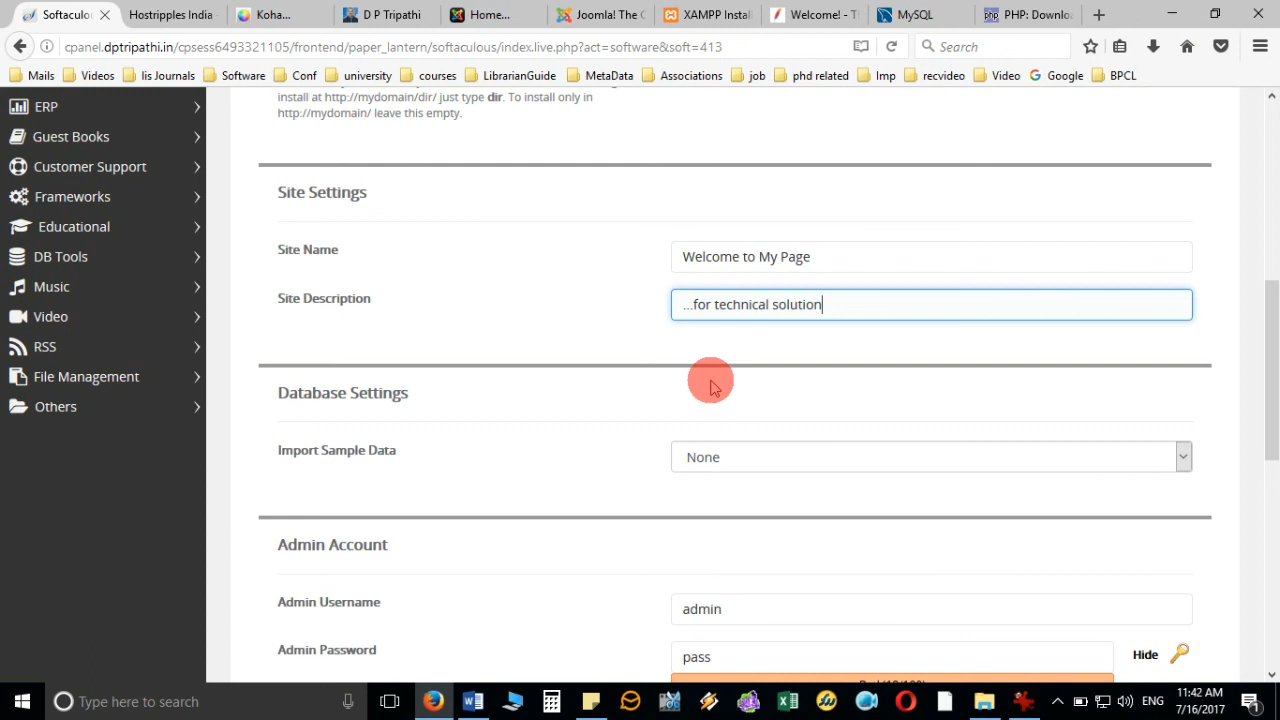 Softaculo
Hostripples India -
Koha...
D P Tripathi
Home...
Joomla! The C
XAMPP Instal
Welcome! - T
MySQL
PHP: Downlo
cpanel.dptripathi.in/cpsess6493321105/frontend/paper_lantern/softaculous/index.live.php?act=software&soft=413
Search
Mails
Videos
lis Journals
Software
Conf
university
courses
LibrarianGuide
MetaData
Associations
job
phd related
Imp
recvideo
Video
Google
BPCL
ERP
Guest Books
Customer Support
Frameworks
Educational
DB Tools
Music
Video
RSS
File Management
Others
install at http://mydomain/dir/ just type dir. To install only in
http://mydomain/ leave this empty.
Site Settings
Site Name
Welcome to My Page
Site Description
...for technical solution
Database Settings
Import Sample Data
None
Admin Account
Admin Username
admin
Admin Password
pass
Hide
Type here to search
ENG
11:42 AM
7/16/2017